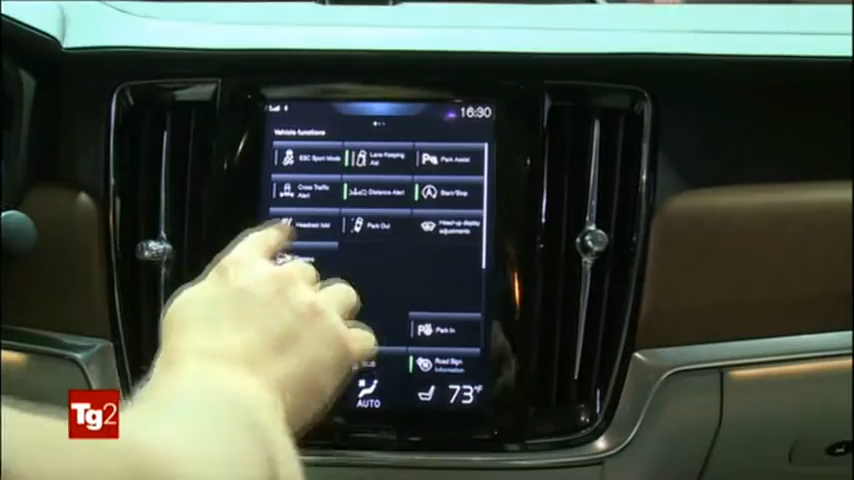 16:30
Vehicle functions
ESC Sport Mode
Lane Keeping
Aid
Park Assist
Cross Traffic
Alert
Distance Alert
Start/Stop
Headrest fold
Park Out
Head-up display
adjustments
Park In
Road Sign
Information
AUTO
73°F
Tg2